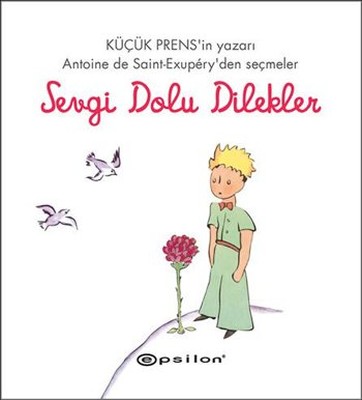 KÜÇÜK PRENS'in yazarı
Antoine de Saint-Exupéry'den seçmeler
Sevgi Dolu Dilekler
epsilon®